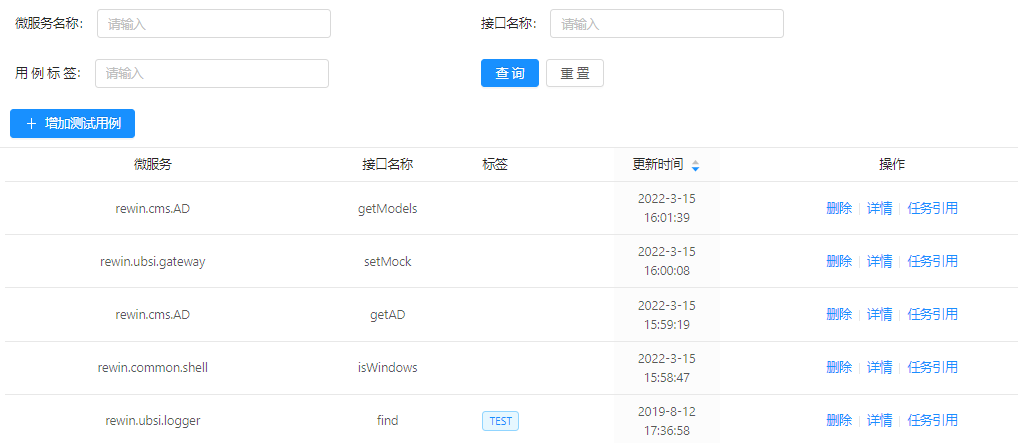 微服务名称： 请输入 接口名称： 请输入
用 例 标 签： 请输入 查 询 重 置
＋ 增加测试用例
微服务 接口名称 标签 更新时间 操作
rewin.cms.AD getModels 2022-3-15 16:01:39 删除 详情 任务引用
rewin.ubsi.gateway setMock 2022-3-15 16:00:08 删除 详情 任务引用
rewin.cms.AD getAD 2022-3-15 15:59:19 删除 详情 任务引用
rewin.common.shell isWindows 2022-3-15 15:58:47 删除 详情 任务引用
rewin.ubsi.logger find TEST 2019-8-12 17:36:58 删除 详情 任务引用